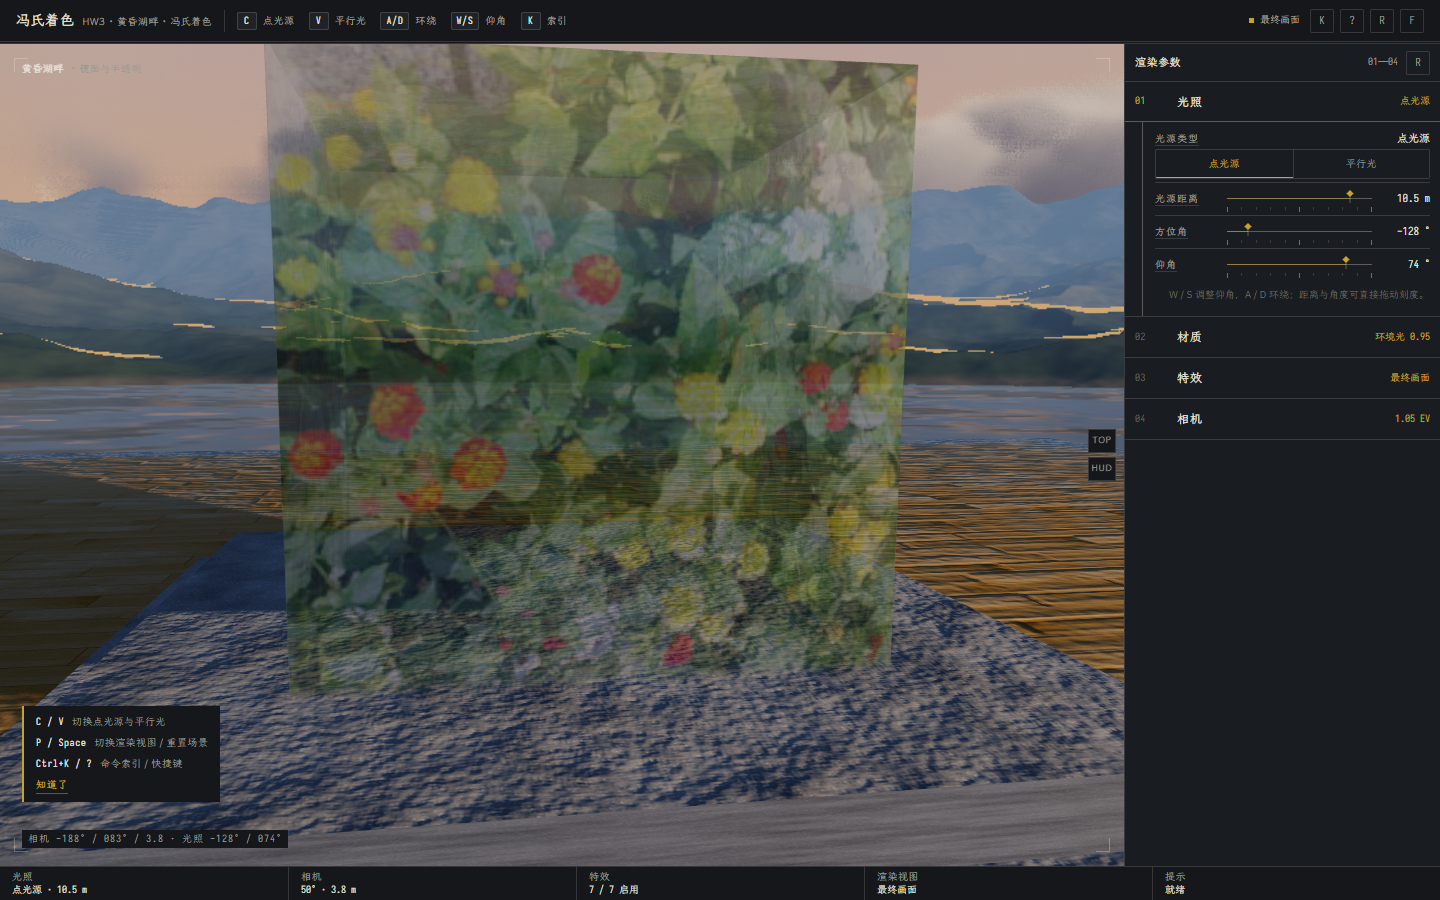 冯氏着色 HW3·黄昏湖畔·冯氏着色 C 点光源 V 平行光 A/D 环绕 W/S 仰角 K 索引 最终画面 K ? R F
黄昏湖畔
渲染参数 01—04 R
01 光照 点光源
光源类型 点光源
点光源 平行光
光源距离 10.5 m
方位角 -128 °
仰角 74 °
W / S 调整仰角, A / D 环绕; 距离与角度可直接拖动刻度。
02 材质 环境光 0.95
03 特效 最终画面
04 相机 1.05 EV
TOP
HUD
C / V 切换点光源与平行光
P / Space 切换渲染视图 / 重置场景
Ctrl+K / ? 命令索引 / 快捷键
知道了
相机 -188° / 083° / 3.8 · 光照 -128° / 074°
光照 相机 特效 渲染视图 提示
点光源 · 10.5 m 50° · 3.8 m 7 / 7 启用 最终画面 就绪